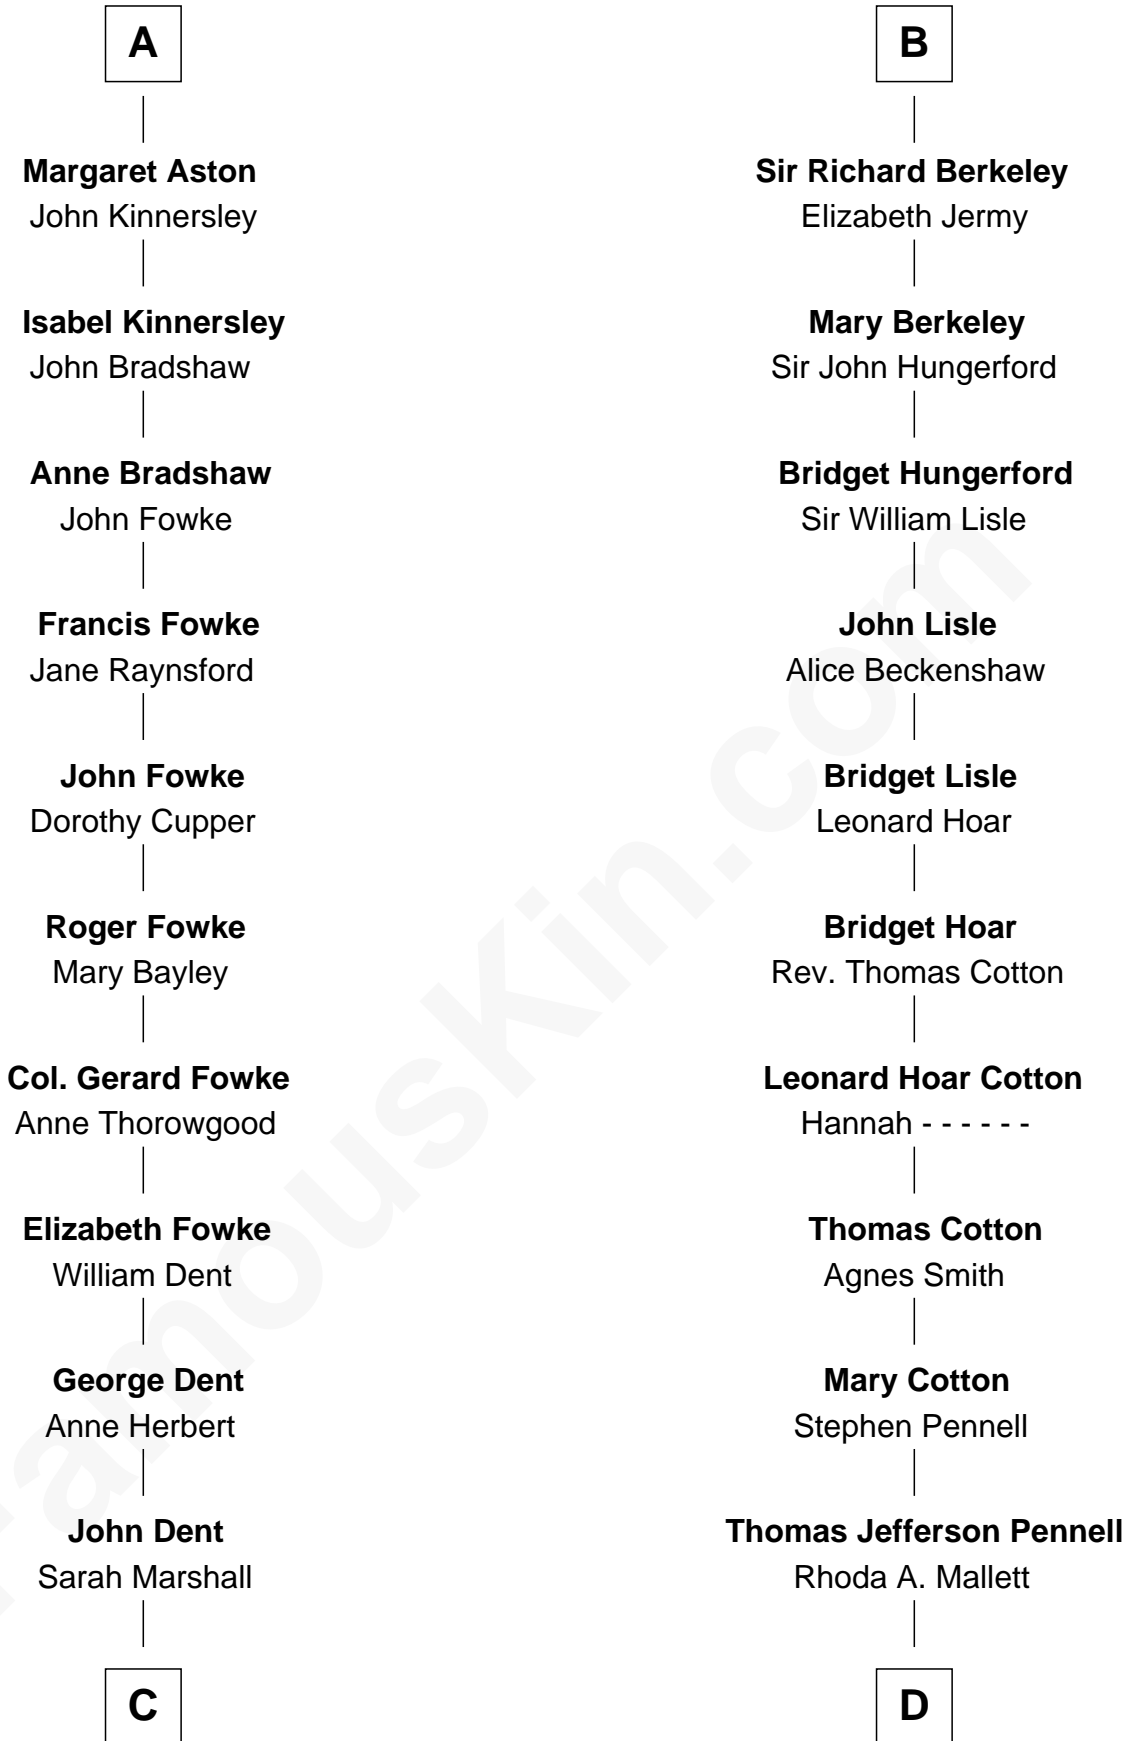 A
Margaret Aston
John Kinnersley
Isabel Kinnersley
John Bradshaw
Anne Bradshaw
John Fowke
Francis Fowke
Jane Raynsford
John Fowke
Dorothy Cupper
Roger Fowke
Mary Bayley
Col. Gerard Fowke
Anne Thorowgood
Elizabeth Fowke
William Dent
George Dent
Anne Herbert
John Dent
Sarah Marshall
C
B
Sir Richard Berkeley
Elizabeth Jermy
Mary Berkeley
Sir John Hungerford
Bridget Hungerford
Sir William Lisle
John Lisle
Alice Beckenshaw
Bridget Lisle
Leonard Hoar
Bridget Hoar
Rev. Thomas Cotton
Leonard Hoar Cotton
Hannah - - - - - -
Thomas Cotton
Agnes Smith
Mary Cotton
Stephen Pennell
Thomas Jefferson Pennell
Rhoda A. Mallett
D
FamousKin.com